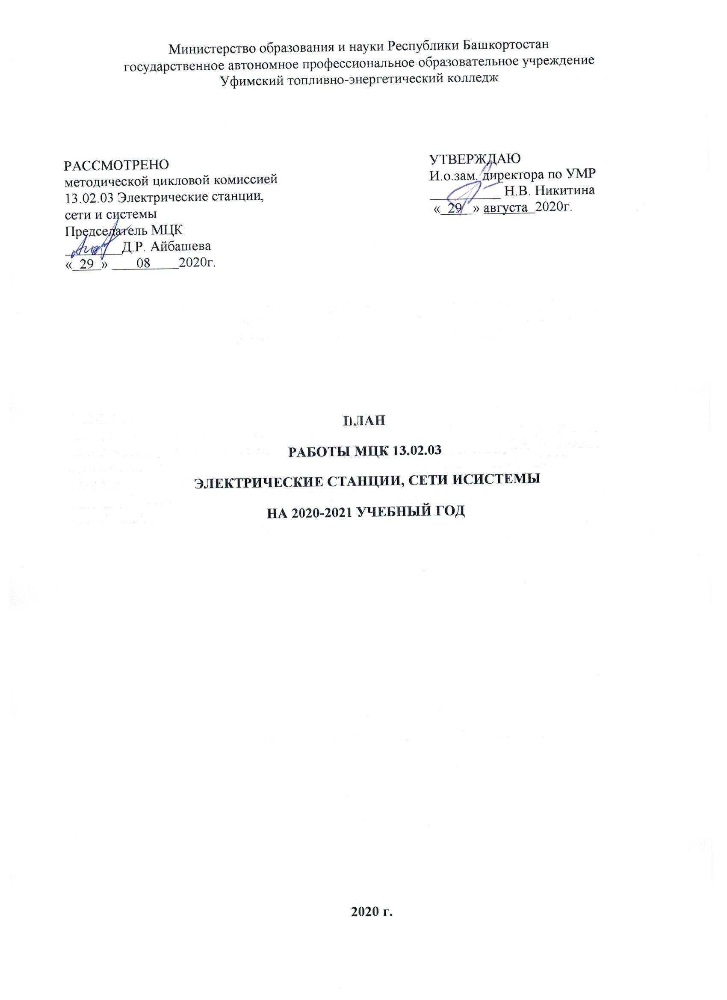 Министерство образования и науки Республики Башкортостан
государственное автономное профессиональное образовательное учреждение
Уфимский топливно-энергетический колледж
РАССМОТРЕНО
методической цикловой комиссией
13.02.03 Электрические станции,
сети и системы
Председатель МЦК
________Д.Р. Айбашева
«_29_» ____08____2020г.
УТВЕРЖДАЮ
И.о.зам. директора по УМР
__________ Н.В. Никитина
«_29_» августа_2020г.
ПЛАН
РАБОТЫ МЦК 13.02.03
ЭЛЕКТРИЧЕСКИЕ СТАНЦИИ, СЕТИ ИСИСТЕМЫ
НА 2020-2021 УЧЕБНЫЙ ГОД
2020 г.